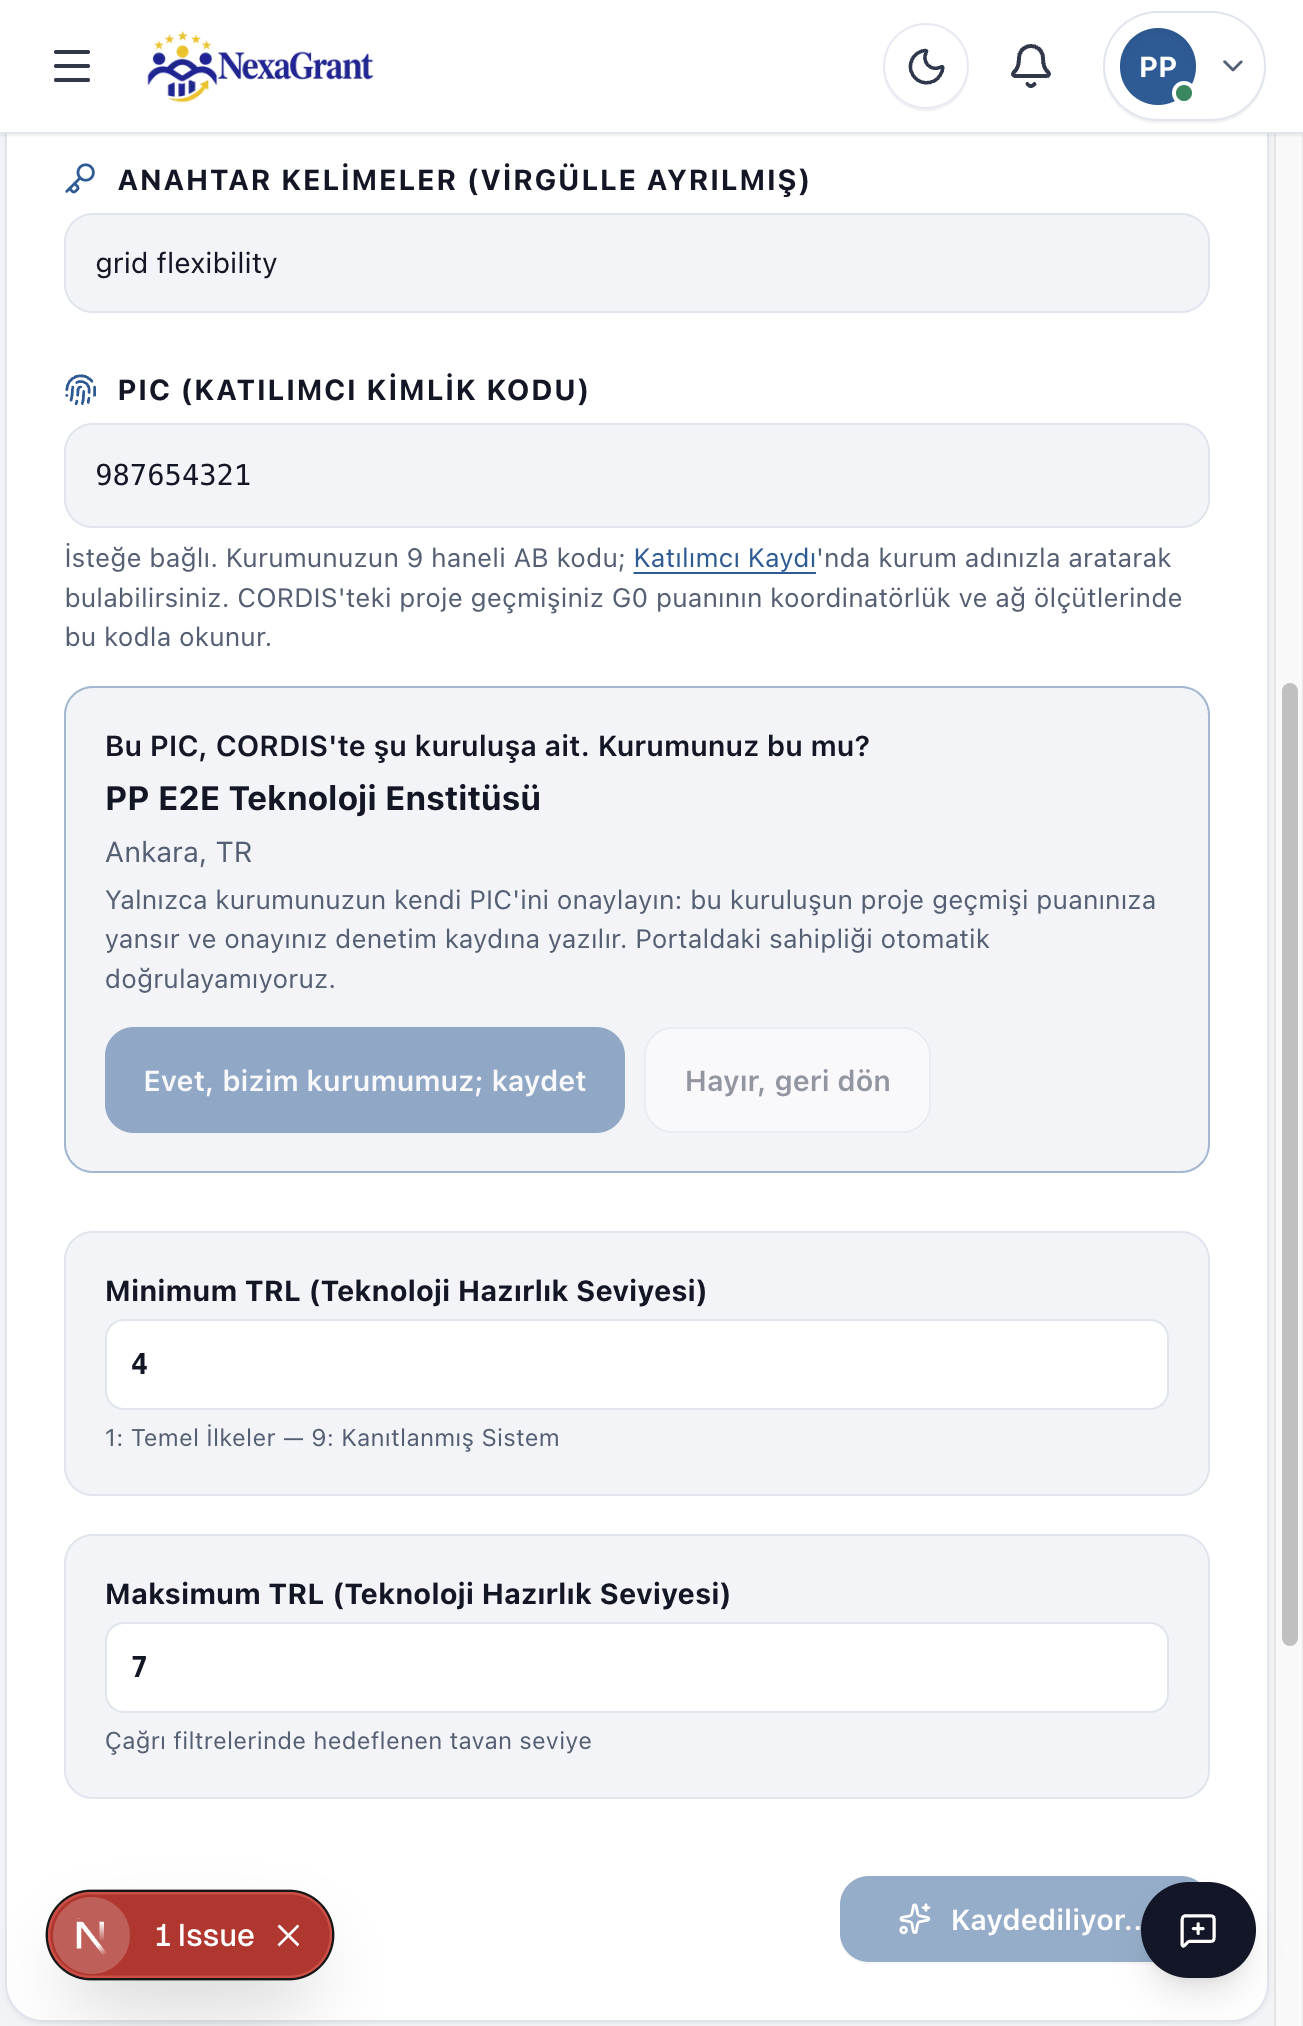 NexaGrant
PP
ANAHTAR KELİMELER (VİRGÜLLE AYRILMIŞ)
grid flexibility
PIC (KATILIMCI KİMLİK KODU)
987654321
İsteğe bağlı. Kurumunuzun 9 haneli AB kodu; Katılımcı Kaydı'nda kurum adınızla aratarak
bulabilirsiniz. CORDIS'teki proje geçmişiniz G0 puanının koordinatörlük ve ağ ölçütlerinde
bu kodla okunur.
Bu PIC, CORDIS'te şu kuruluşa ait. Kurumunuz bu mu?
PP E2E Teknoloji Enstitüsü
Ankara, TR
Yalnızca kurumunuzun kendi PIC'ini onaylayın: bu kuruluşun proje geçmişi puanınıza
yansır ve onayınız denetim kaydına yazılır. Portaldaki sahipliği otomatik
doğrulayamıyoruz.
Evet, bizim kurumumuz; kaydet
Hayır, geri dön
Minimum TRL (Teknoloji Hazırlık Seviyesi)
4
1: Temel İlkeler — 9: Kanıtlanmış Sistem
Maksimum TRL (Teknoloji Hazırlık Seviyesi)
7
Çağrı filtrelerinde hedeflenen tavan seviye
N 1 Issue
Kaydediliyor..